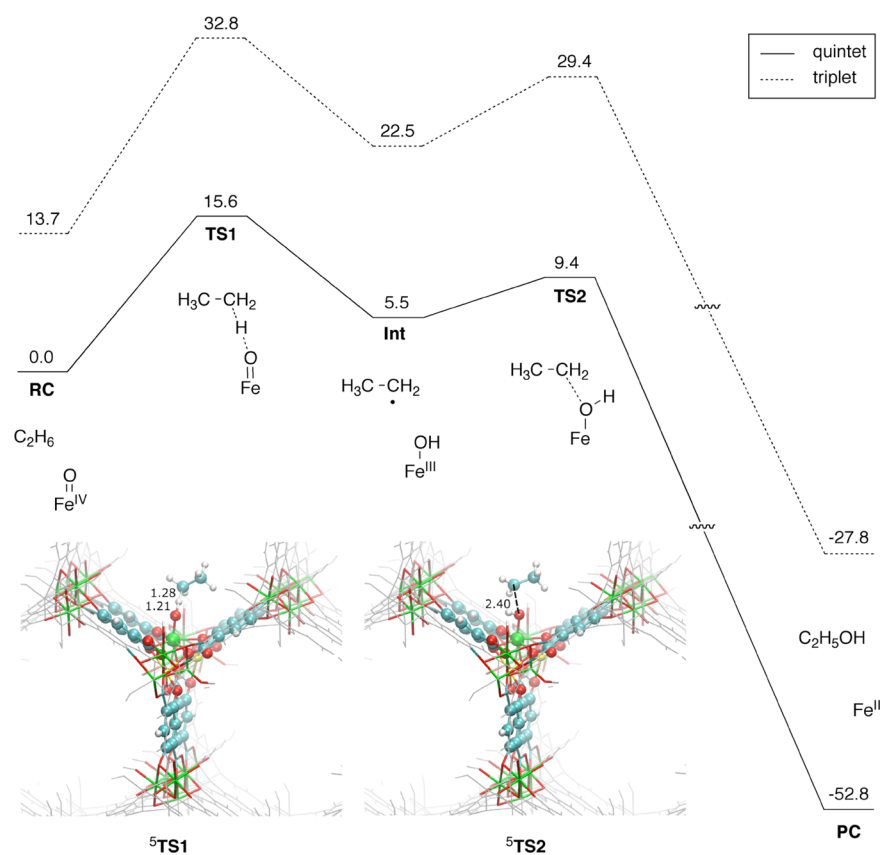 32.8
quintet
triplet
29.4
22.5
13.7
15.6
TS1
9.4
TS2
5.5
Int
0.0
RC
H₃C-CH₂
H
O
Fe
H₃C-CH₂
•
OH
Feᴵᴵᴵ
H₃C-CH₂
O H
Fe
C₂H₆
O
Feᴵⱽ
-27.8
1.28
1.21
2.40
C₂H₅OH
Feᴵᴵ
-52.8
PC
⁵TS1
⁵TS2